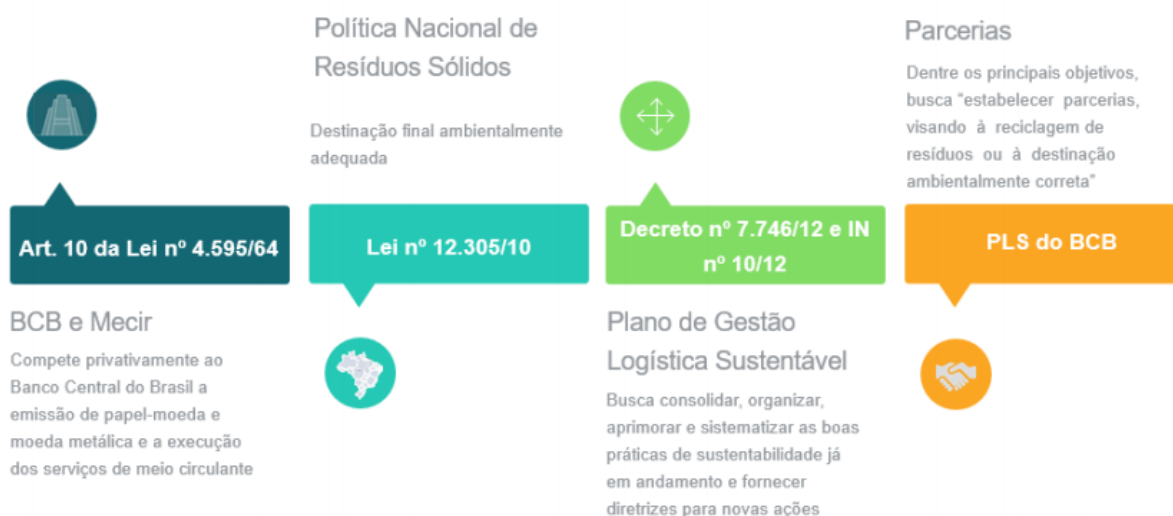 Art. 10 da Lei nº 4.595/64
BCB e Mecir
Compete privativamente ao
Banco Central do Brasil a
emissão de papel-moeda e
moeda metálica e a execução
dos serviços de meio circulante
Política Nacional de
Resíduos Sólidos
Destinação final ambientalmente
adequada
Lei nº 12.305/10
Decreto nº 7.746/12 e IN
nº 10/12
Plano de Gestão
Logística Sustentável
Busca consolidar, organizar,
aprimorar e sistematizar as boas
práticas de sustentabilidade já
em andamento e fornecer
diretrizes para novas ações
Parcerias
Dentre os principais objetivos,
busca “estabelecer parcerias,
visando à reciclagem de
resíduos ou à destinação
ambientalmente correta”
PLS do BCB